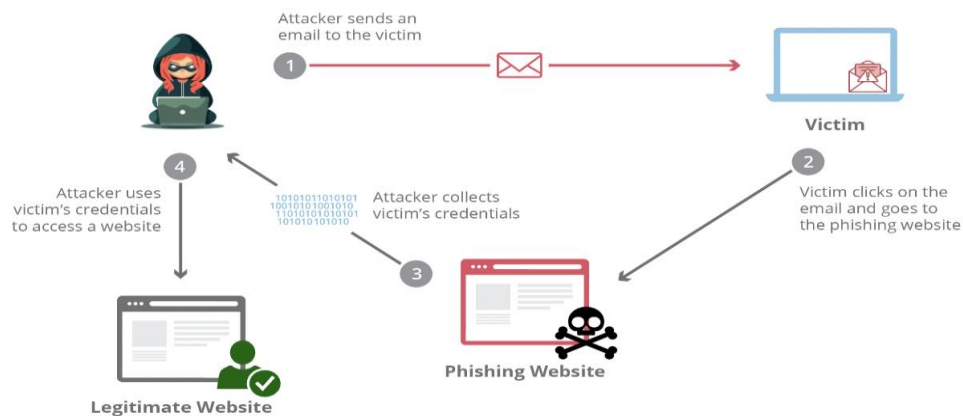 Attacker sends an
email to the victim
1
Victim
2
Victim clicks on the
email and goes to
the phishing website
3
Attacker collects
victim's credentials
10101011010101
10010101001010
11010101010101
101010101010
Phishing Website
4
Attacker uses
victim's credentials
to access a website
Legitimate Website